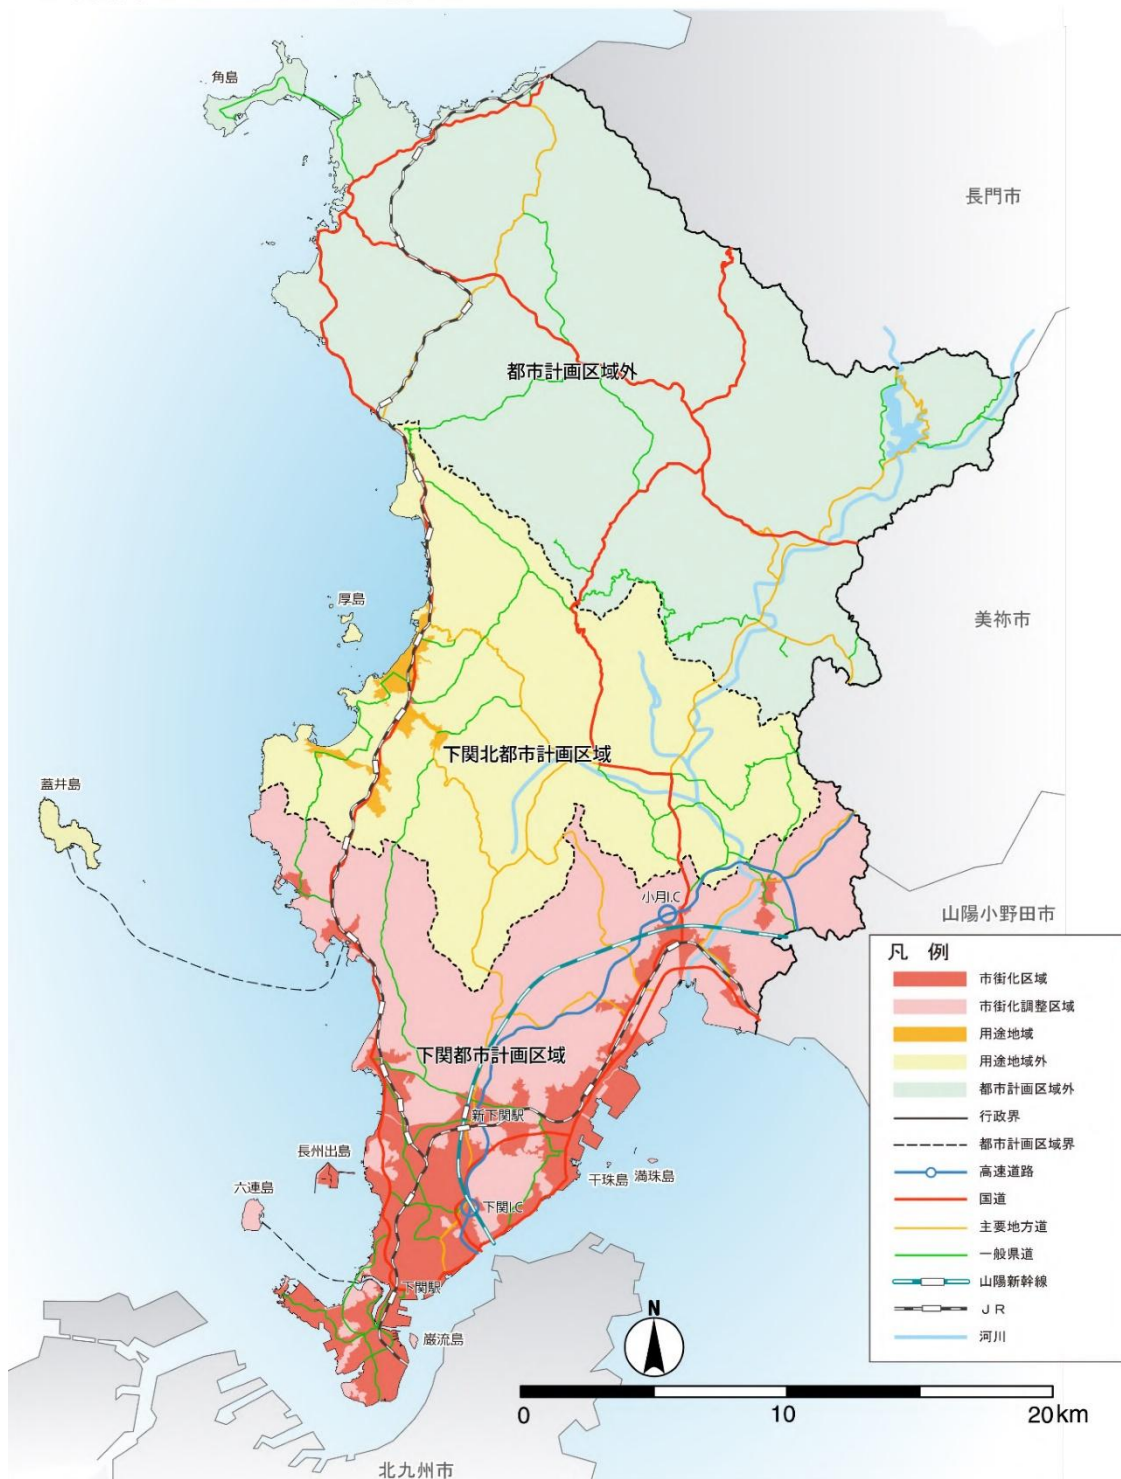 角島
長門市
都市計画区域外
厚島
美祢市
下関北都市計画区域
蓋井島
小月I.C
山陽小野田市
下関都市計画区域
新下関駅
長州出島
六連島
干珠島
満珠島
下関I.C
下関駅
巌流島
北九州市
凡 例
市街化区域
市街化調整区域
用途地域
用途地域外
都市計画区域外
行政界
都市計画区域界
高速道路
国道
主要地方道
一般県道
山陽新幹線
JR
河川
N
0 10 20km